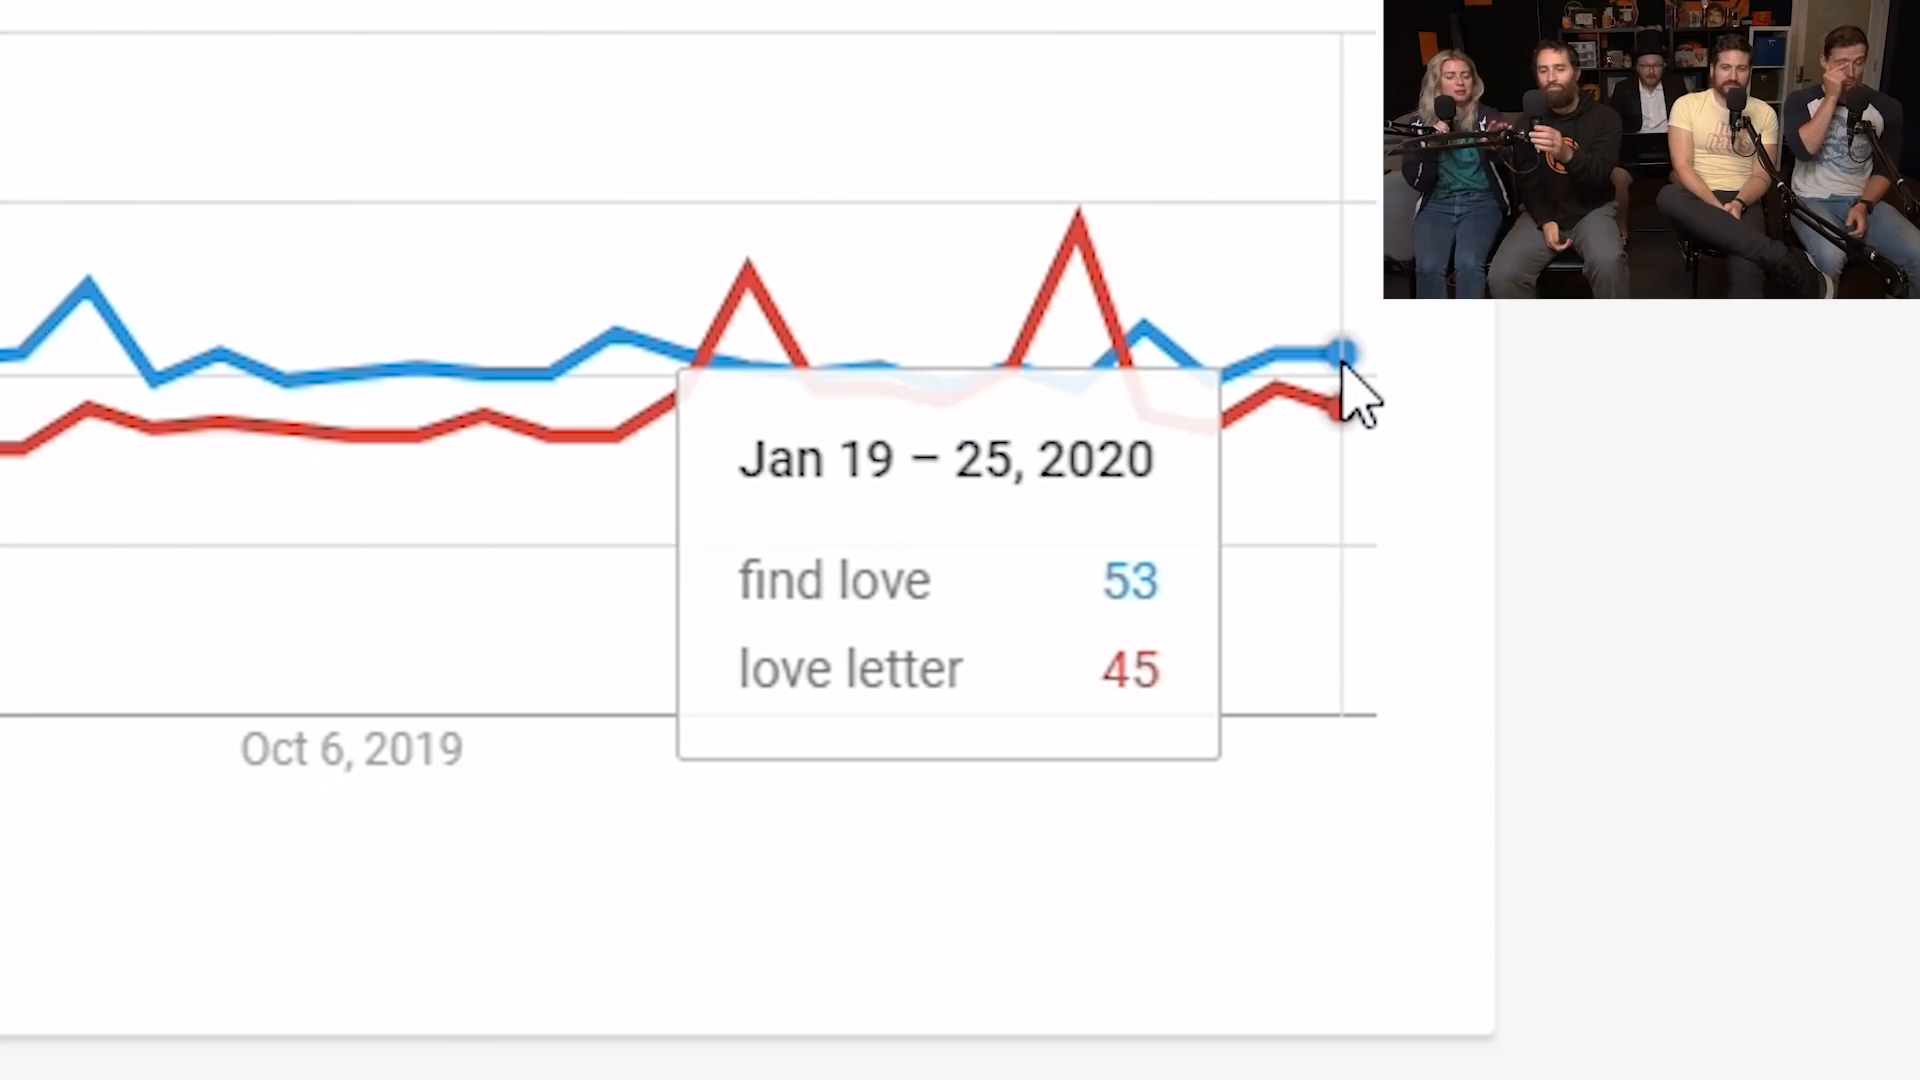 Jan 19 – 25, 2020
find love 53
love letter 45
Oct 6, 2019